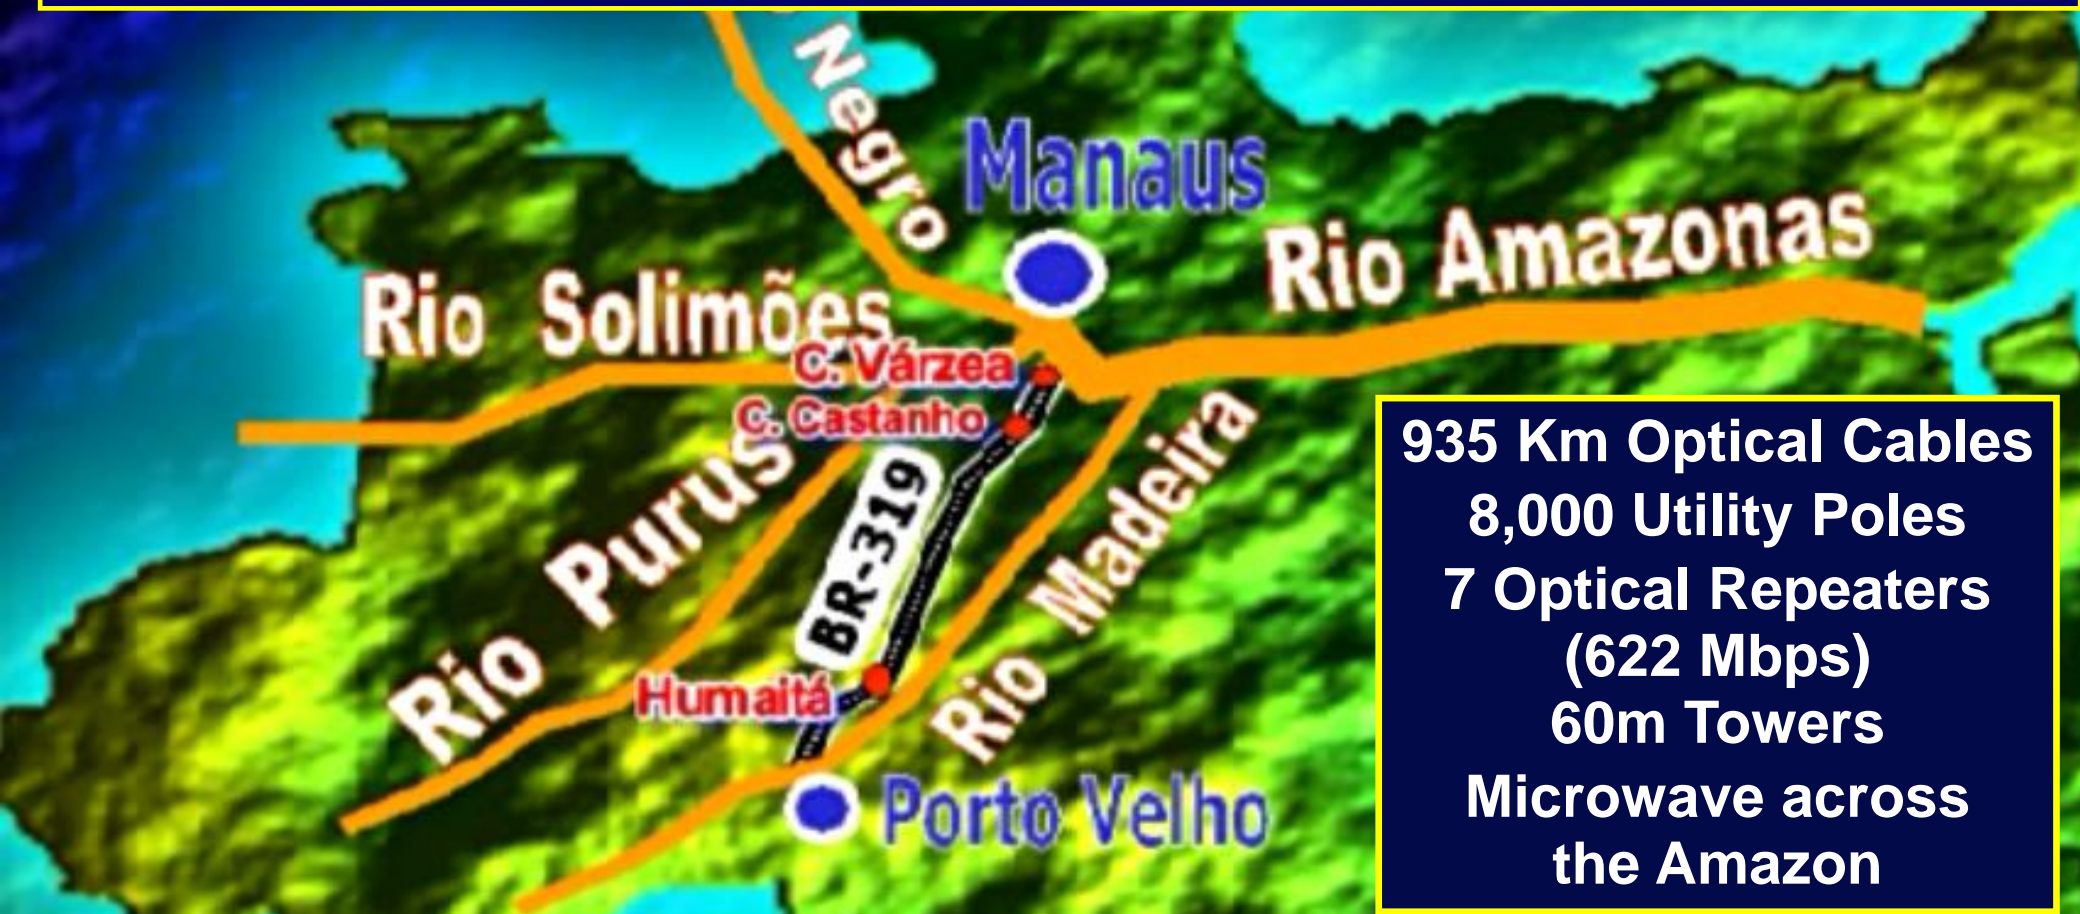 Negro
Manaus
Rio Amazonas
Rio Solimões
C. Várzea
C. Castanho
Rio Purus
BR-319
Rio Madeira
Humaitá
Porto Velho
935 Km Optical Cables
8,000 Utility Poles
7 Optical Repeaters
(622 Mbps)
60m Towers
Microwave across
the Amazon